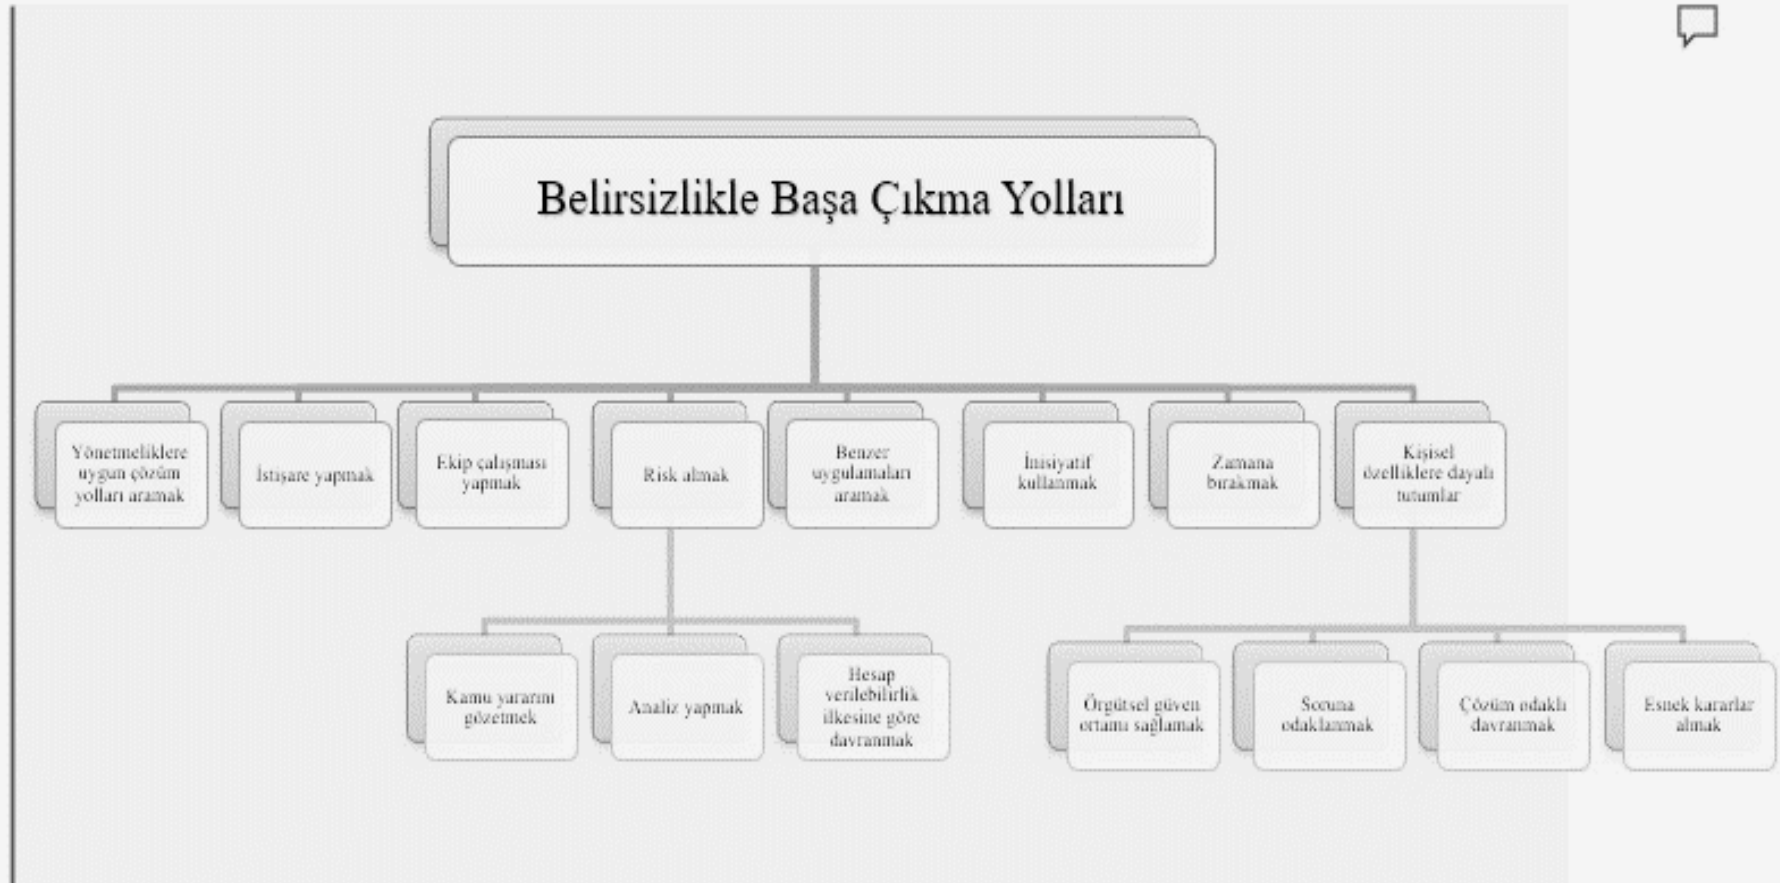 Belirsizlikle Başa Çıkma Yolları
Yönetmeliklere
uygun çözüm
yolları aramak
İstişare yapmak
Ekip çalışması
yapmak
Risk almak
Benzer
uygulamaları
aramak
İnisiyatif
kullanmak
Zamana
bırakmak
Kişisel
özelliklere dayalı
tutumlar
Kamu yararını
gözetmek
Analiz yapmak
Hesap
verilebilirlik
ilkesine göre
davranmak
Örgütsel güven
ortamı sağlamak
Soruna
odaklanmak
Çözüm odaklı
davranmak
Esnek kararlar
almak